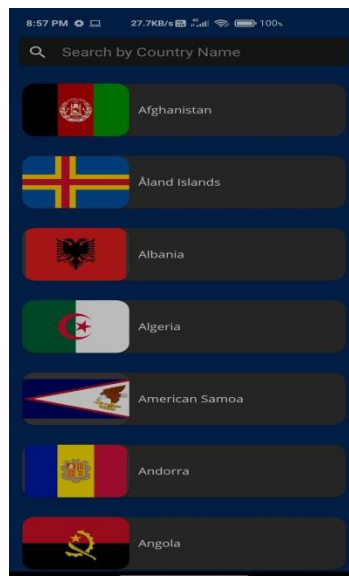 8:57 PM 27.7KB/s 100%
Search by Country Name
Afghanistan
Åland Islands
Albania
Algeria
American Samoa
Andorra
Angola